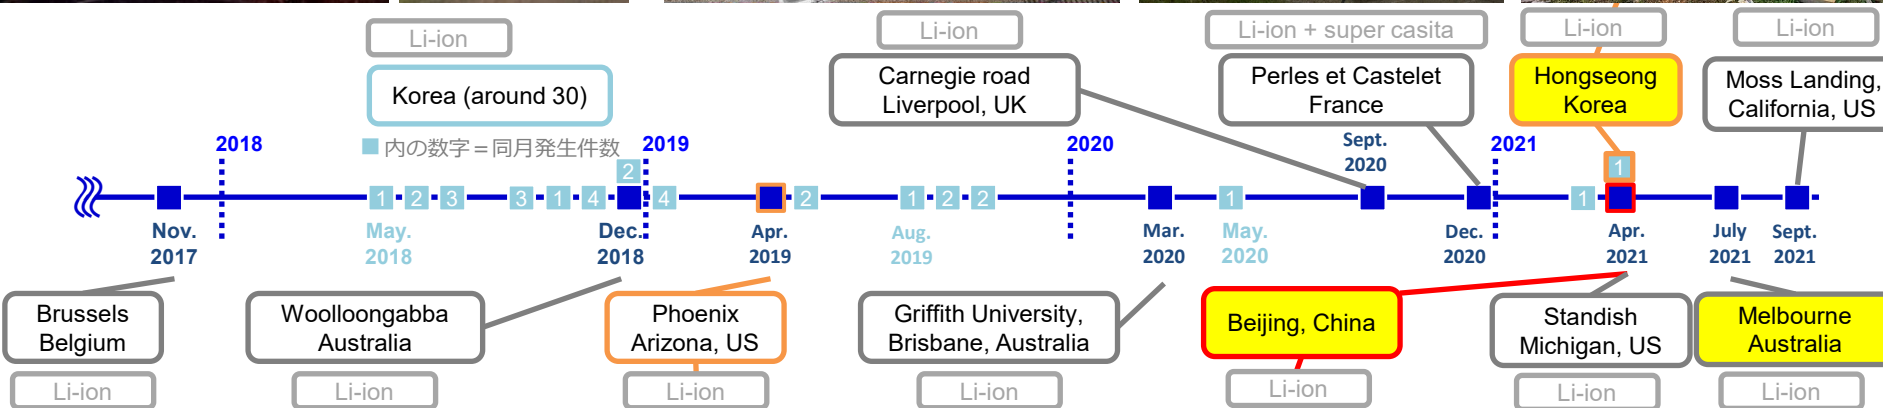 Li-ion
Li-ion
Li-ion + super casita
Li-ion
Li-ion
Korea (around 30)
Carnegie road
Liverpool, UK
Perles et Castelet
France
Hongseong
Korea
Moss Landing,
California, US
2018
内の数字＝同月発生件数
2019
2020
Sept.
2020
2021
2
1
1
2
3
3
1
4
4
2
1
2
2
1
1
Nov.
2017
May.
2018
Dec.
2018
Apr.
2019
Aug.
2019
Mar.
2020
May.
2020
Dec.
2020
Apr.
2021
July
2021
Sept.
2021
Brussels
Belgium
Woolloongabba
Australia
Phoenix
Arizona, US
Griffith University,
Brisbane, Australia
Beijing, China
Standish
Michigan, US
Melbourne
Australia
Li-ion
Li-ion
Li-ion
Li-ion
Li-ion
Li-ion
Li-ion